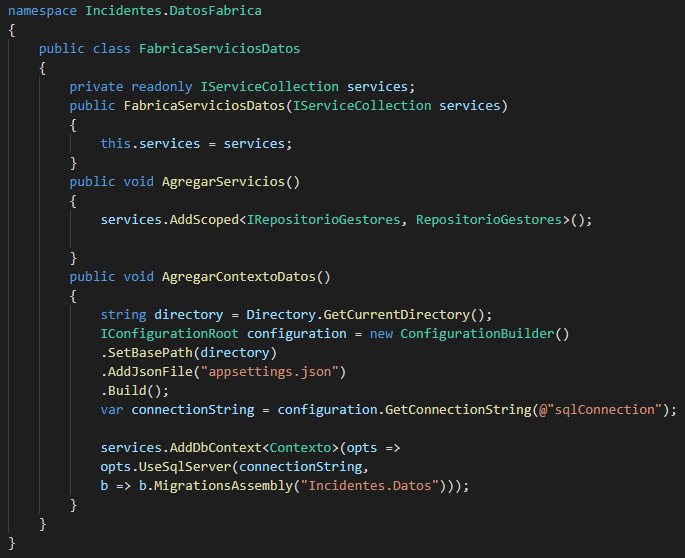 namespace Incidentes.DatosFabrica
{
    public class FabricaServiciosDatos
    {
        private readonly IServiceCollection services;
        public FabricaServiciosDatos(IServiceCollection services)
        {
            this.services = services;
        }
        public void AgregarServicios()
        {
            services.AddScoped<IRepositorioGestores, RepositorioGestores>();

        }
        public void AgregarContextoDatos()
        {
            string directory = Directory.GetCurrentDirectory();
            IConfigurationRoot configuration = new ConfigurationBuilder()
            .SetBasePath(directory)
            .AddJsonFile("appsettings.json")
            .Build();
            var connectionString = configuration.GetConnectionString(@"sqlConnection");

            services.AddDbContext<Contexto>(opts =>
            opts.UseSqlServer(connectionString,
            b => b.MigrationsAssembly("Incidentes.Datos")));
        }
    }
}